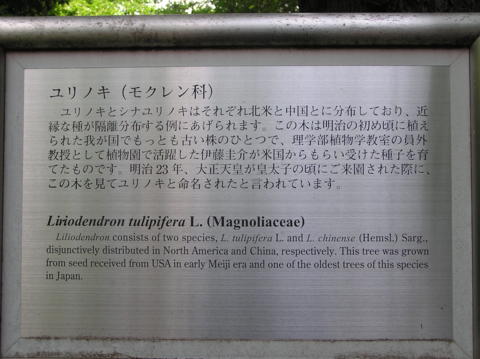 ユリノキ（モクレン科）
ユリノキとシナユリノキはそれぞれ北米と中国とに分布しており、近
縁な種が隔離分布する例にあげられます。この木は明治の初め頃に植え
られた我が国でもっとも古い株のひとつで、理学部植物学教室の員外
教授として植物園で活躍した伊藤圭介が米国からもらい受けた種子を育
てたものです。明治 23 年、大正天皇が皇太子の頃にご来園された際に、
この木を見てユリノキと命名されたと言われています。
Liriodendron tulipifera L. (Magnoliaceae)
Liliodendron consists of two species, L. tulipifera L. and L. chinense (Hemsl.) Sarg.,
disjunctively distributed in North America and China, respectively. This tree was grown
from seed received from USA in early Meiji era and one of the oldest trees of this species
in Japan.